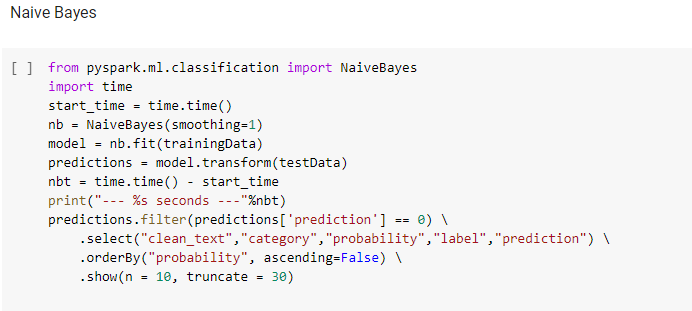 Naive Bayes
[ ] from pyspark.ml.classification import NaiveBayes
import time
start_time = time.time()
nb = NaiveBayes(smoothing=1)
model = nb.fit(trainingData)
predictions = model.transform(testData)
nbt = time.time() - start_time
print("--- %s seconds ---"%nbt)
predictions.filter(predictions['prediction'] == 0) \
    .select("clean_text","category","probability","label","prediction") \
    .orderBy("probability", ascending=False) \
    .show(n = 10, truncate = 30)